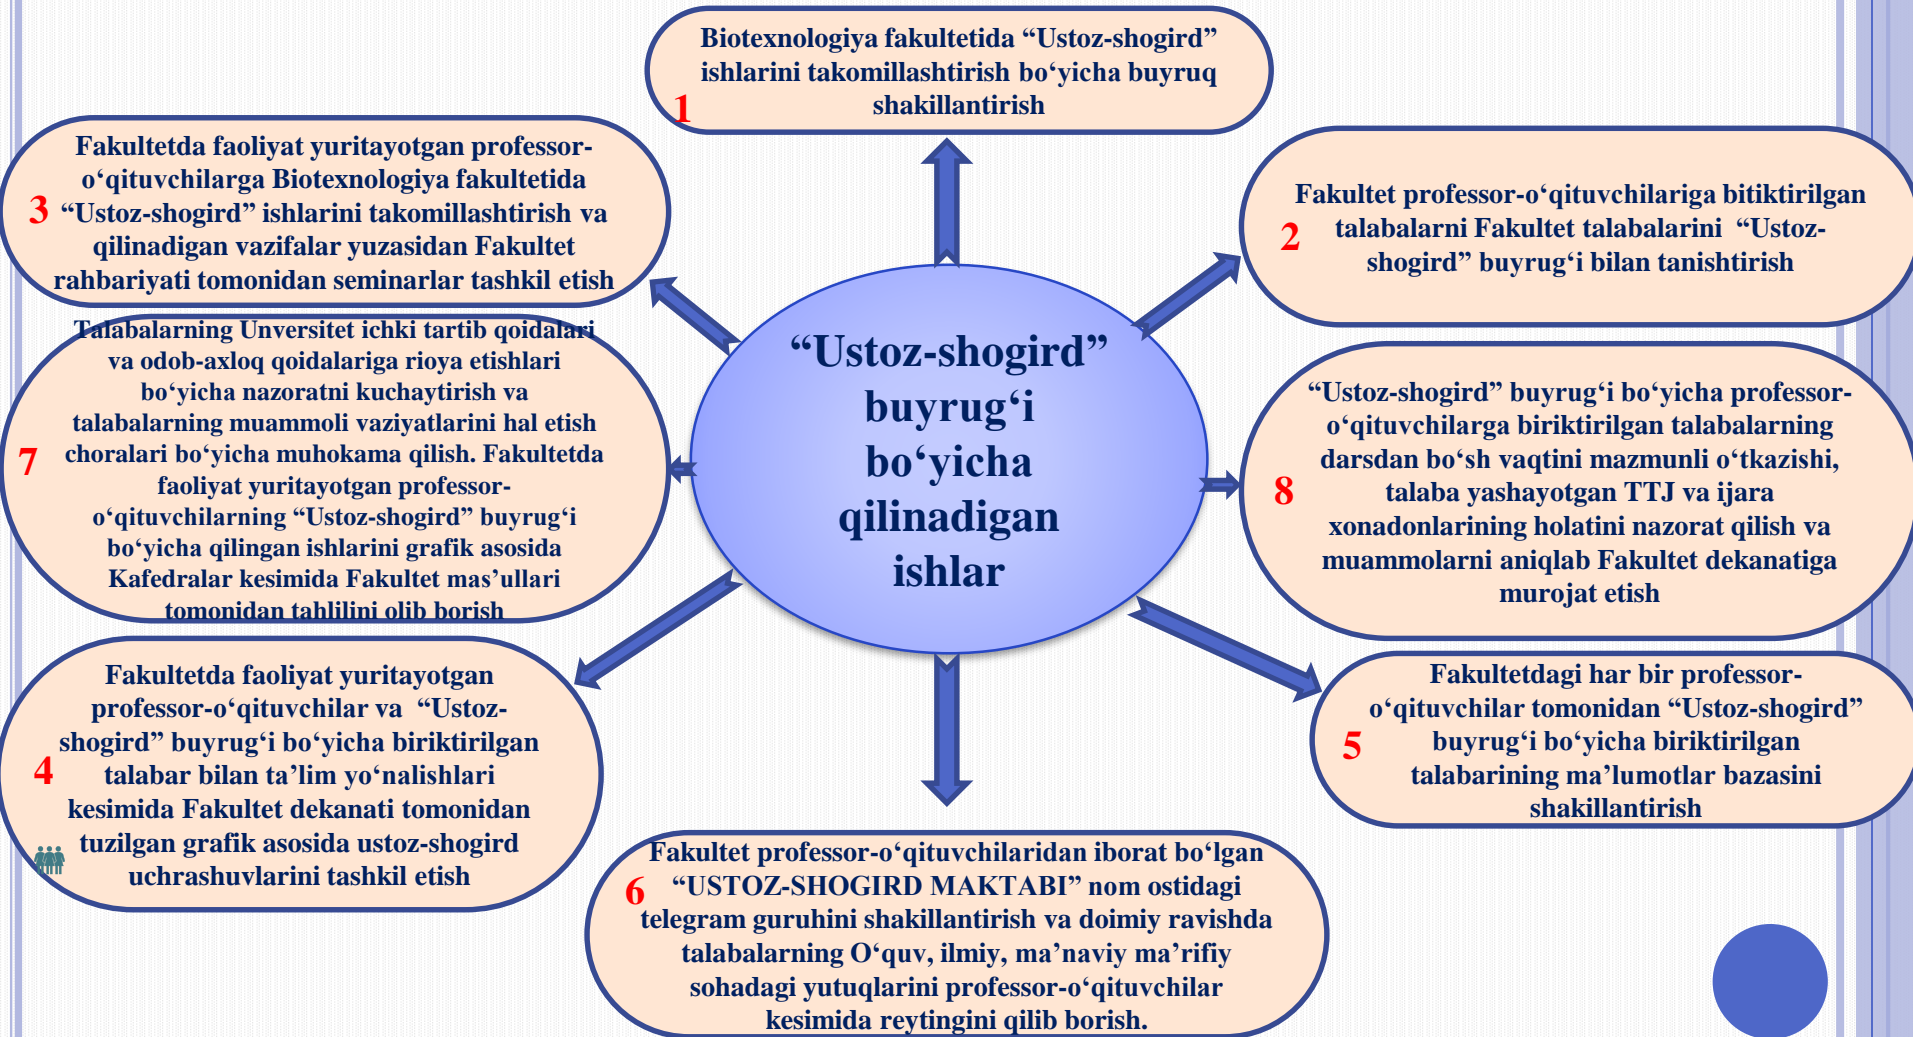 Biotexnologiya fakultetida “Ustoz-shogird”
ishlarini takomillashtirish bo‘yicha buyruq
shakillantirish
1
Fakultet professor-o‘qituvchilariga bitiktirilgan
talabalarni Fakultet talabalarini “Ustoz-
shogird” buyrug‘i bilan tanishtirish
2
Fakultetda faoliyat yuritayotgan professor-
o‘qituvchilarga Biotexnologiya fakultetida
“Ustoz-shogird” ishlarini takomillashtirish va
qilinadigan vazifalar yuzasidan Fakultet
rahbariyati tomonidan seminarlar tashkil etish
3
“Ustoz-shogird”
buyrug‘i
bo‘yicha
qilinadigan
ishlar
Talabalarning Unversitet ichki tartib qoidalari
va odob-axloq qoidalariga rioya etishlari
bo‘yicha nazoratni kuchaytirish va
talabalarning muammoli vaziyatlarini hal etish
choralari bo‘yicha muhokama qilish. Fakultetda
faoliyat yuritayotgan professor-
o‘qituvchilarning “Ustoz-shogird” buyrug‘i
bo‘yicha qilingan ishlarini grafik asosida
Kafedralar kesimida Fakultet mas’ullari
tomonidan tahlilini olib borish
7
“Ustoz-shogird” buyrug‘i bo‘yicha professor-
o‘qituvchilarga biriktirilgan talabalarning
darsdan bo‘sh vaqtini mazmunli o‘tkazishi,
talaba yashayotgan TTJ va ijara
xonadonlarining holatini nazorat qilish va
muammolarni aniqlab Fakultet dekanatiga
murojat etish
8
Fakultetda faoliyat yuritayotgan
professor-o‘qituvchilar va “Ustoz-
shogird” buyrug‘i bo‘yicha biriktirilgan
talabar bilan ta’lim yo‘nalishlari
kesimida Fakultet dekanati tomonidan
tuzilgan grafik asosida ustoz-shogird
uchrashuvlarini tashkil etish
4
Fakultetdagi har bir professor-
o‘qituvchilar tomonidan “Ustoz-shogird”
buyrug‘i bo‘yicha biriktirilgan
talabarining ma’lumotlar bazasini
shakillantirish
5
Fakultet professor-o‘qituvchilaridan iborat bo‘lgan
“USTOZ-SHOGIRD MAKTABI” nom ostidagi
telegram guruhini shakillantirish va doimiy ravishda
talabalarning O‘quv, ilmiy, ma’naviy ma’rifiy
sohadagi yutuqlarini professor-o‘qituvchilar
kesimida reytingini qilib borish.
6